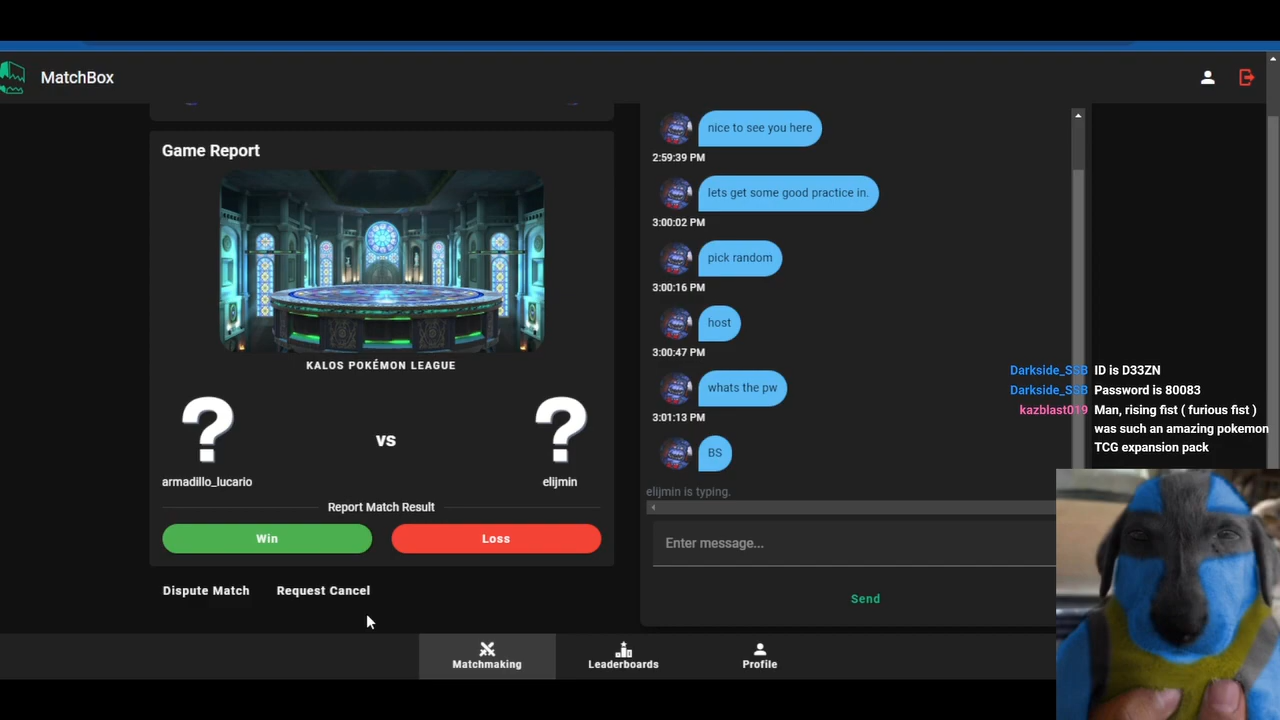 MatchBox
Game Report
KALOS POKÉMON LEAGUE
VS
armadillo_lucario
elijmin
Report Match Result
Win
Loss
Dispute Match
Request Cancel
nice to see you here
2:59:39 PM
lets get some good practice in.
3:00:02 PM
pick random
3:00:16 PM
host
3:00:47 PM
whats the pw
3:01:13 PM
BS
elijmin is typing.
Enter message...
Send
Darkside_SSB ID is D33ZN
Darkside_SSB Password is 80083
kazblast019 Man, rising fist ( furious fist )
was such an amazing pokemon
TCG expansion pack
Matchmaking
Leaderboards
Profile